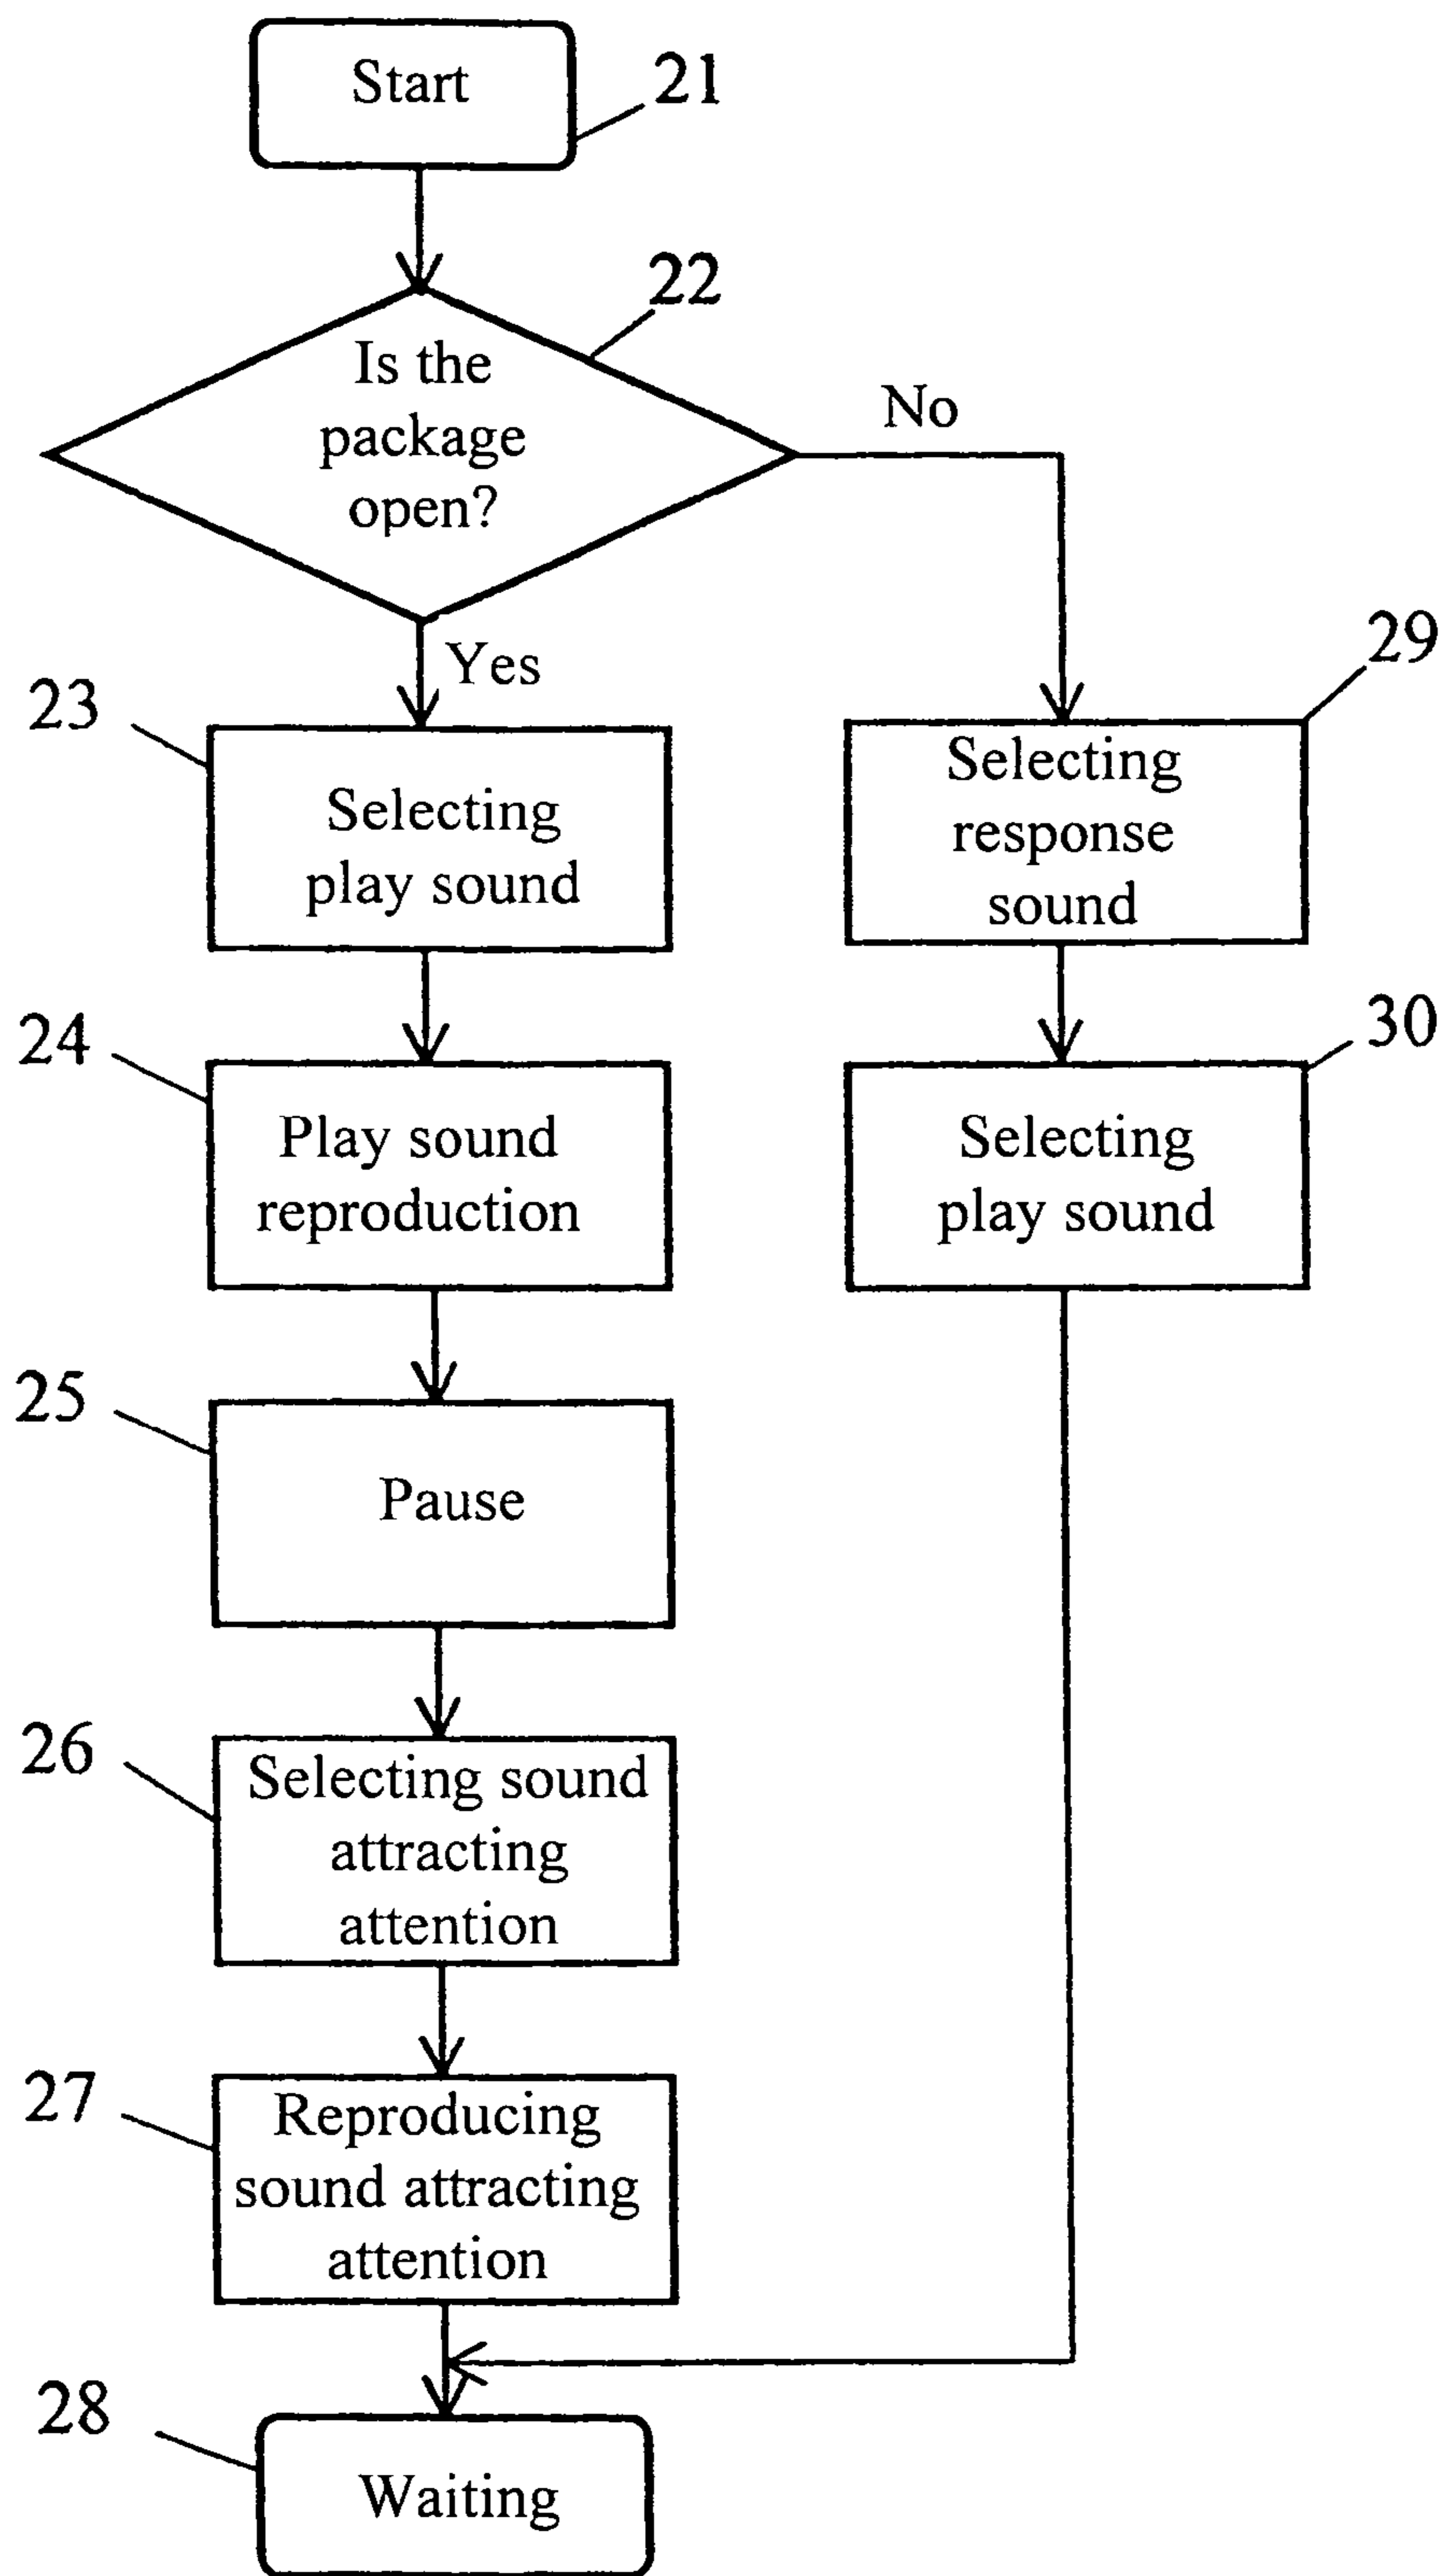 Start
21
22
Is the
package
open?
No
Yes
23
Selecting
play sound
29
Selecting
response
sound
24
Play sound
reproduction
30
Selecting
play sound
25
Pause
26
Selecting sound
attracting
attention
27
Reproducing
sound attracting
attention
28
Waiting